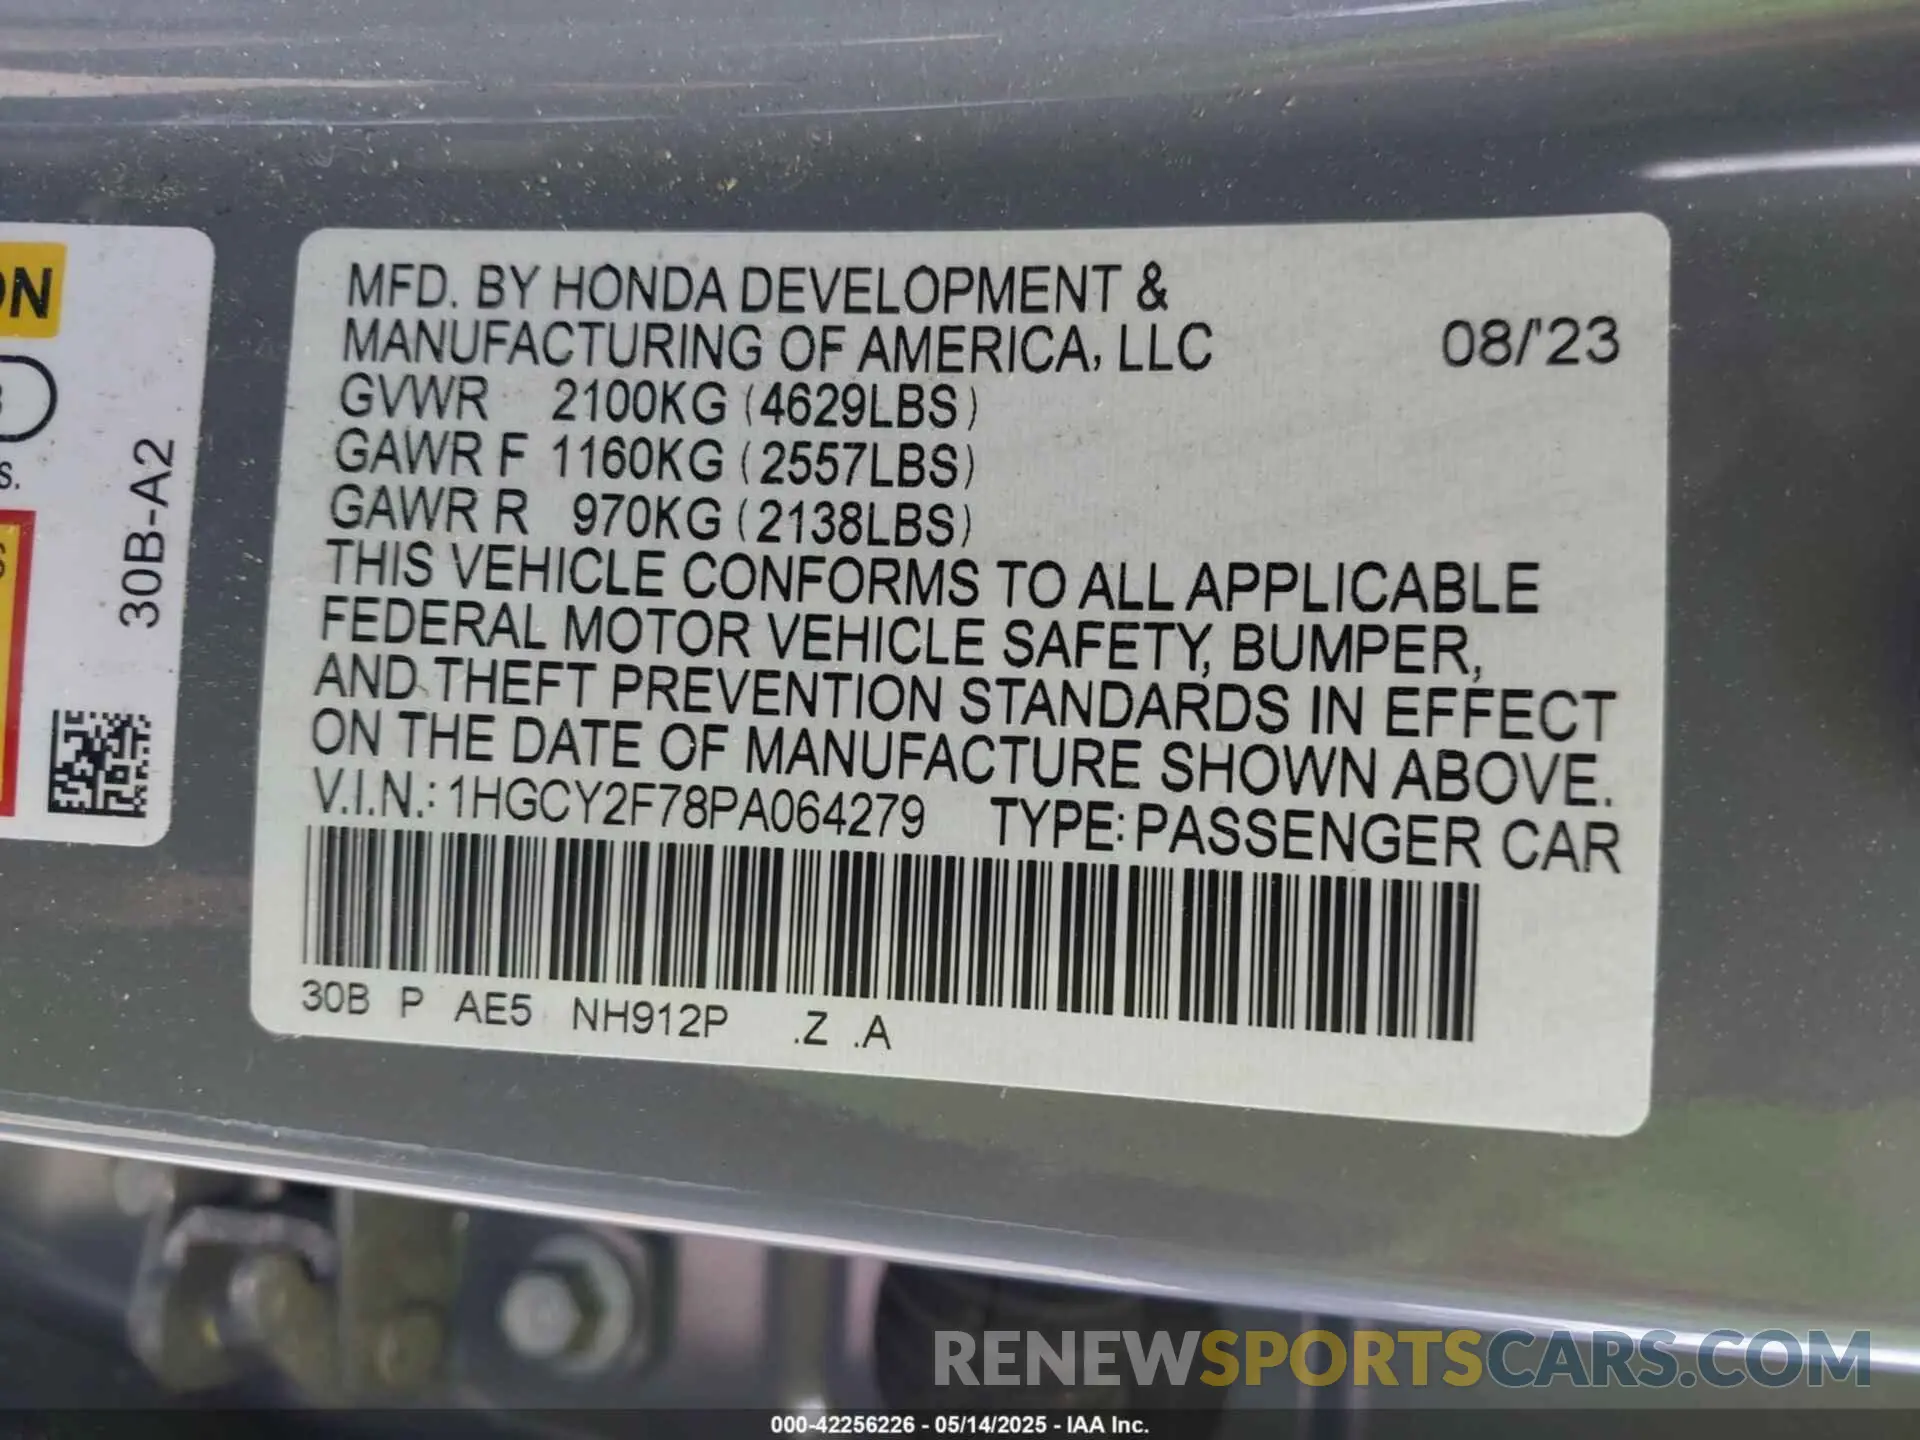 MFD. BY HONDA DEVELOPMENT &
MANUFACTURING OF AMERICA, LLC 08/'23
GVWR 2100KG (4629LBS)
GAWR F 1160KG (2557LBS)
GAWR R 970KG (2138LBS)
THIS VEHICLE CONFORMS TO ALL APPLICABLE
FEDERAL MOTOR VEHICLE SAFETY, BUMPER,
AND THEFT PREVENTION STANDARDS IN EFFECT
ON THE DATE OF MANUFACTURE SHOWN ABOVE.
V.I.N.: 1HGCY2F78PA064279 TYPE: PASSENGER CAR
30B P AE5 NH912P .Z .A
30B-A2
RENEWSPORTSCARS.COM
000-42256226 - 05/14/2025 - IAA Inc.